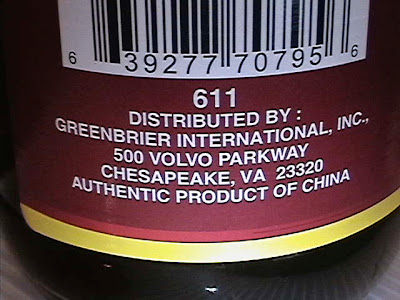 6 39277 70795 6
611
DISTRIBUTED BY :
GREENBRIER INTERNATIONAL, INC.,
500 VOLVO PARKWAY
CHESAPEAKE, VA 23320
AUTHENTIC PRODUCT OF CHINA